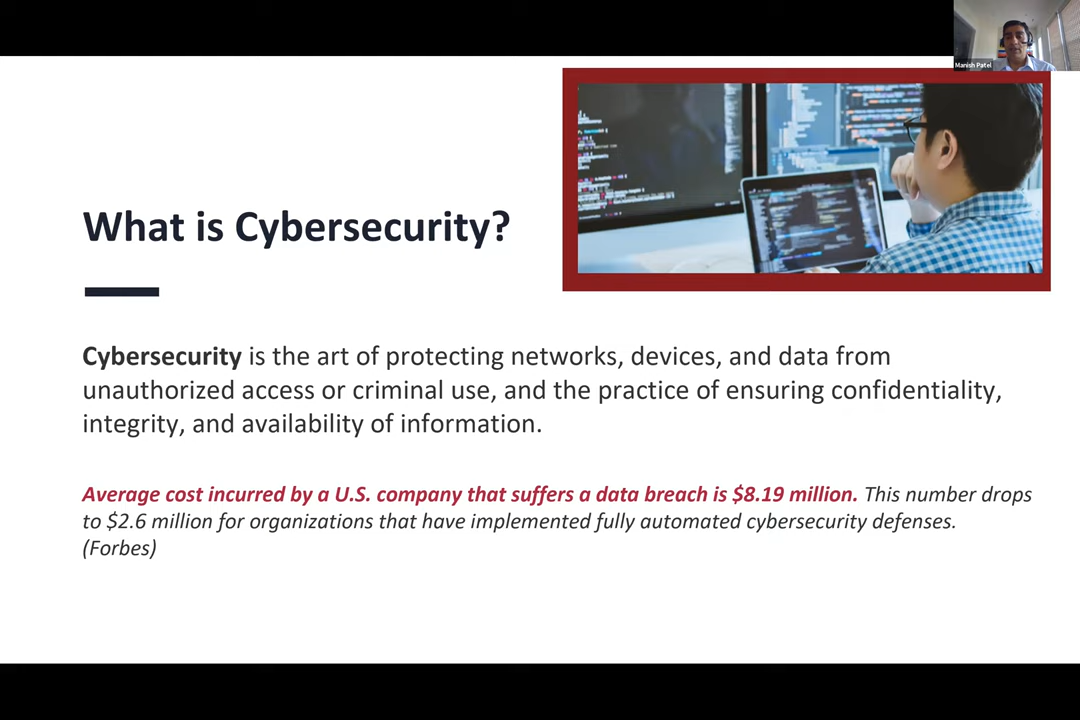 Manish Patel
What is Cybersecurity?
Cybersecurity is the art of protecting networks, devices, and data from
unauthorized access or criminal use, and the practice of ensuring confidentiality,
integrity, and availability of information.
Average cost incurred by a U.S. company that suffers a data breach is $8.19 million. This number drops
to $2.6 million for organizations that have implemented fully automated cybersecurity defenses.
(Forbes)